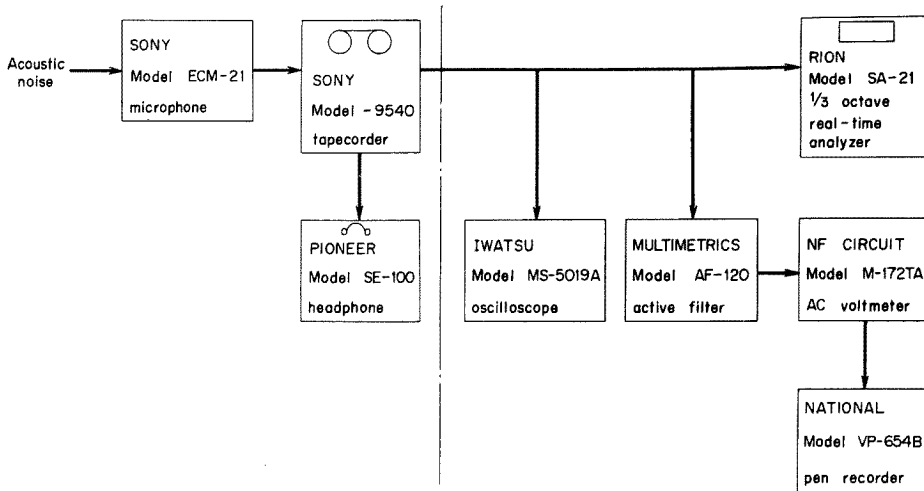 Acoustic
noise
SONY
Model ECM-21
microphone
SONY
Model -9540
tapecorder
RION
Model SA-21
1/3 octave
real-time
analyzer
PIONEER
Model SE-100
headphone
IWATSU
Model MS-5019A
oscilloscope
MULTIMETRICS
Model AF-120
active filter
NF CIRCUIT
Model M-172TA
AC voltmeter
NATIONAL
Model VP-654B
pen recorder